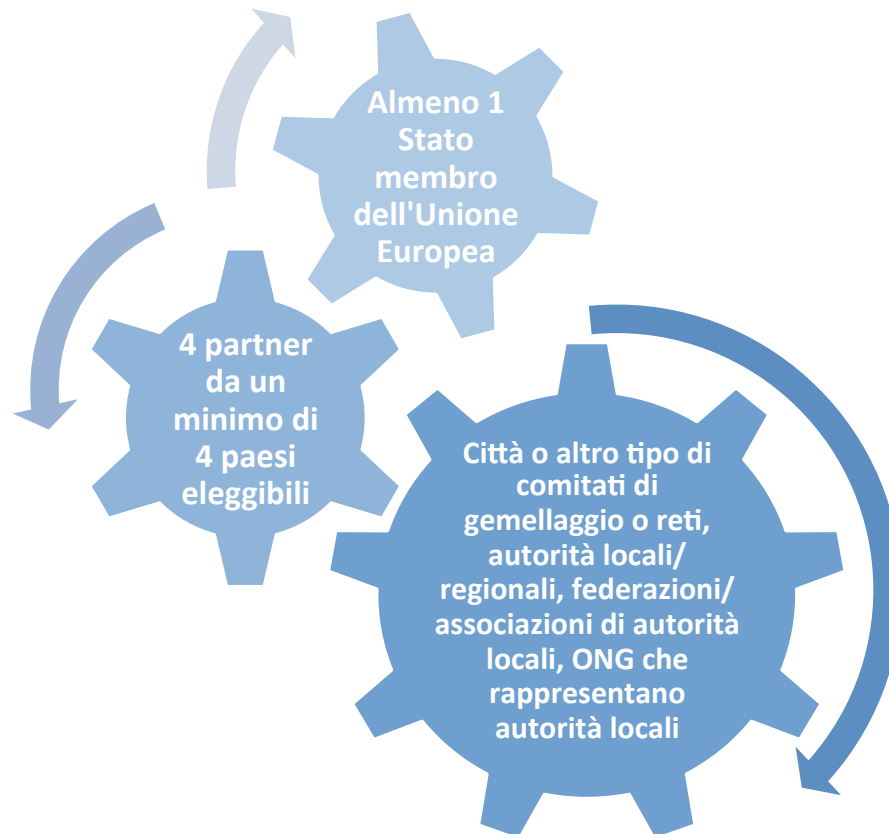 Almeno 1
Stato
membro
dell'Unione
Europea
4 partner
da un
minimo di
4 paesi
eleggibili
Città o altro tipo di
comitati di
gemellaggio o reti,
autorità locali/
regionali, federazioni/
associazioni di autorità
locali, ONG che
rappresentano
autorità locali